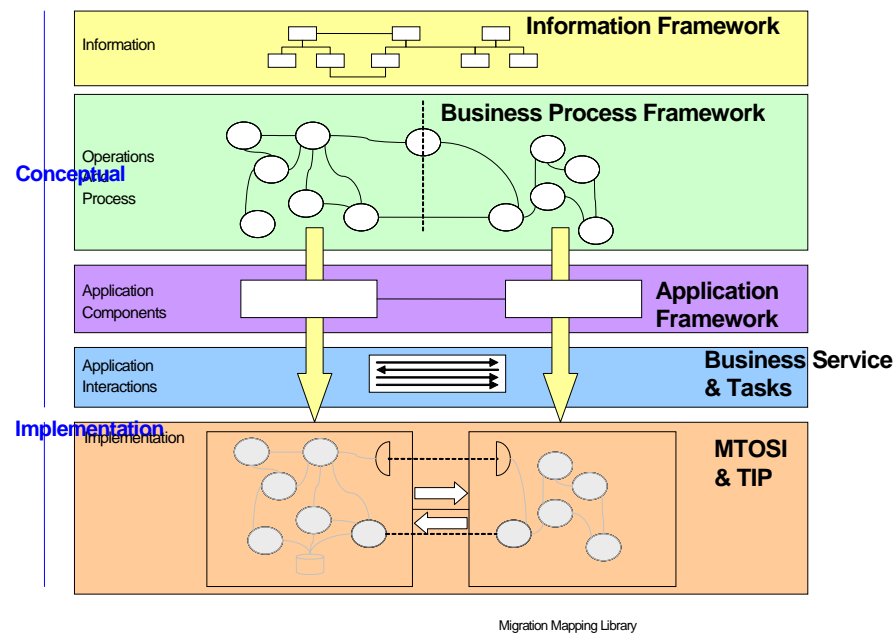 Information
Information Framework
Business Process Framework
Conceptual
Operations
And
Process
Application
Components
Application
Framework
Application
Interactions
Business Service
& Tasks
Implementation
Implementation
MTOSI
& TIP
Migration Mapping Library